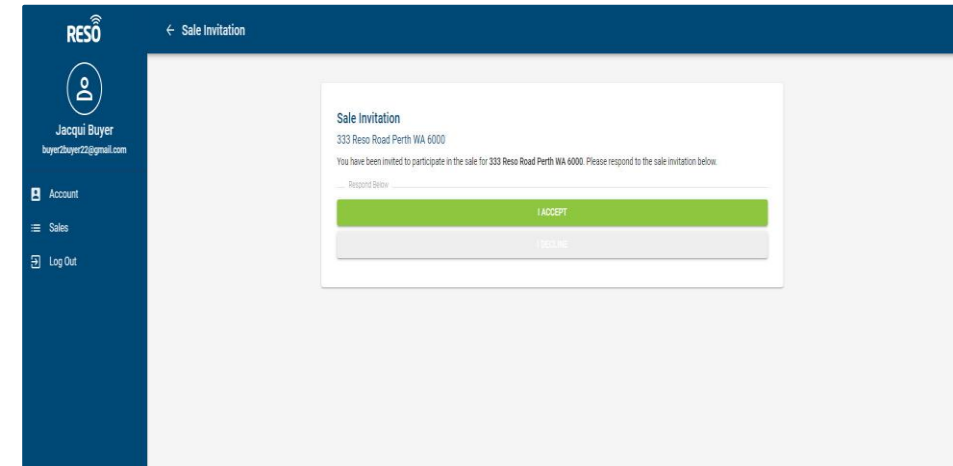 RESO
← Sale Invitation
Jacqui Buyer
buyer2buyer22@gmail.com
Account
Sales
Log Out
Sale Invitation
333 Reso Road Perth WA 6000
You have been invited to participate in the sale for 333 Reso Road Perth WA 6000. Please respond to the sale invitation below.
Respond Below
I ACCEPT
I DECLINE